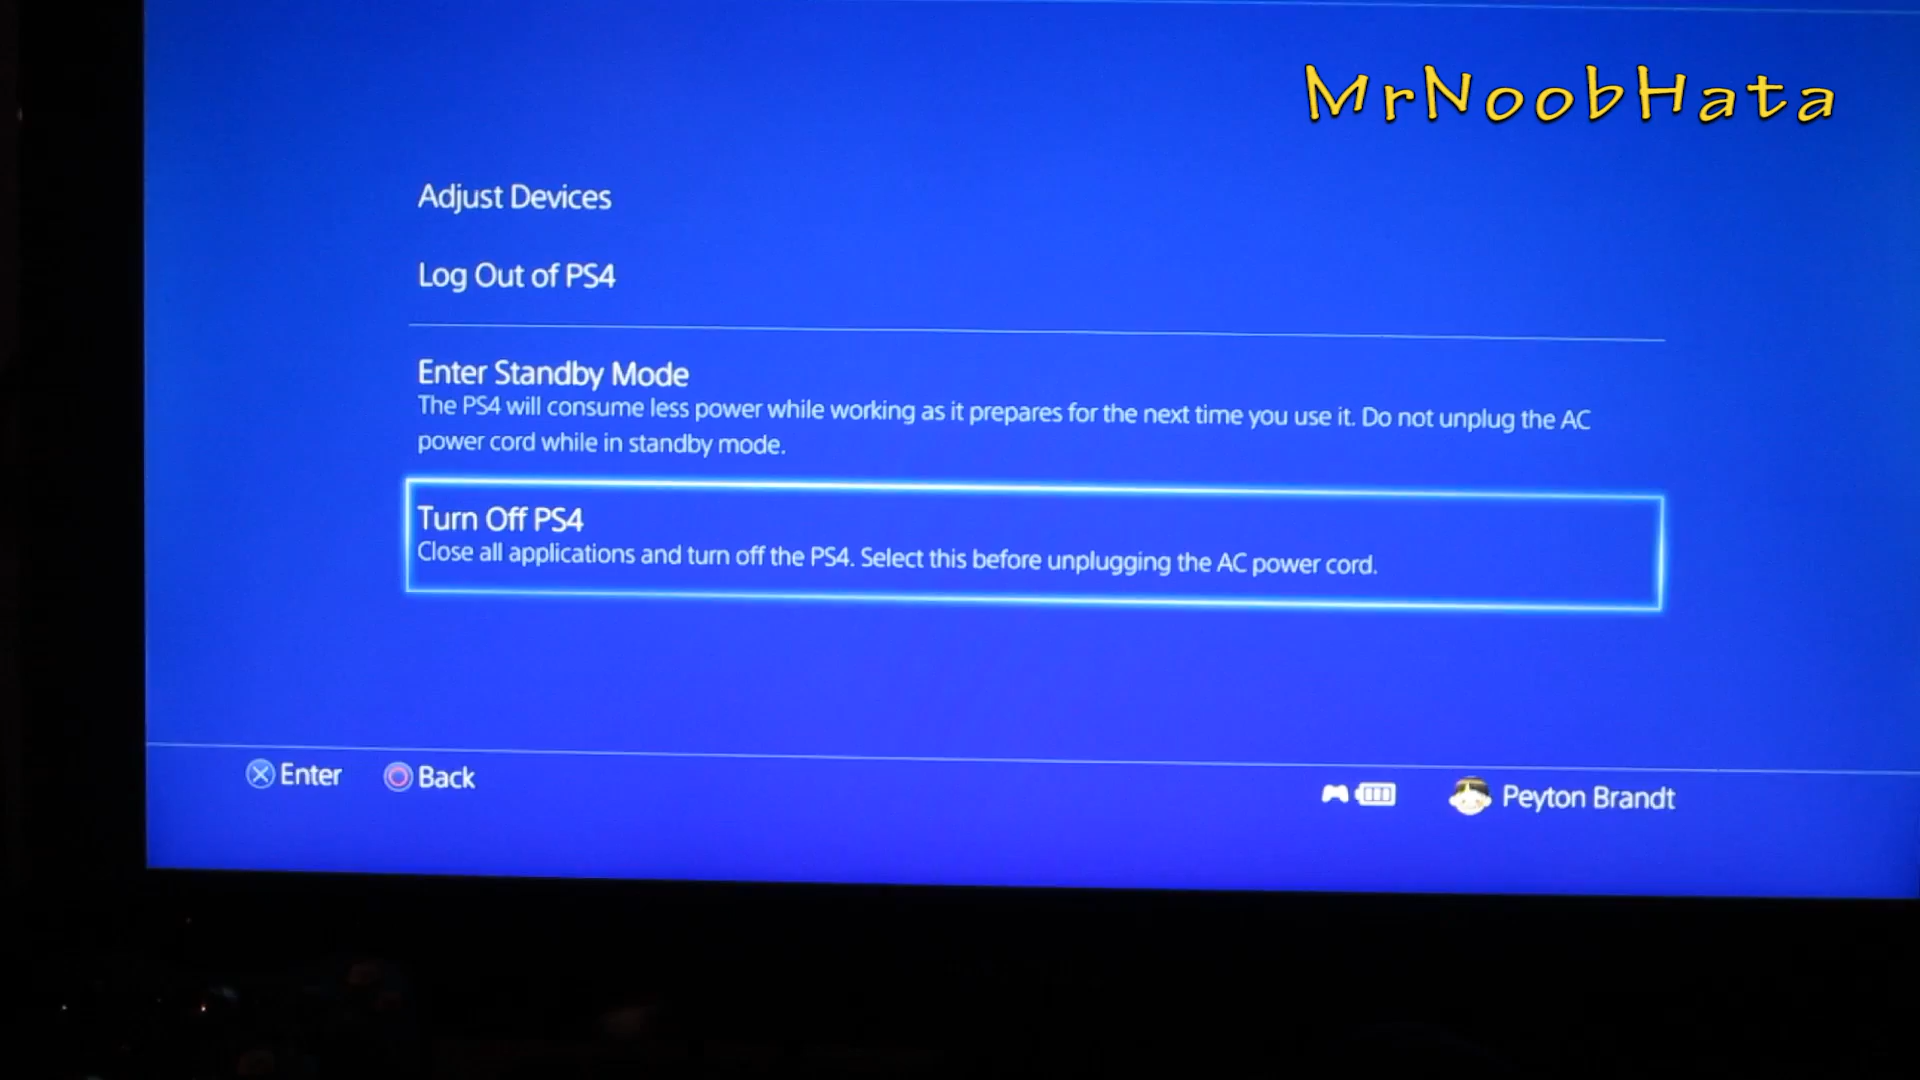 MrNoobHata
Adjust Devices
Log Out of PS4
Enter Standby Mode
The PS4 will consume less power while working as it prepares for the next time you use it. Do not unplug the AC
power cord while in standby mode.
Turn Off PS4
Close all applications and turn off the PS4. Select this before unplugging the AC power cord.
Enter
Back
Peyton Brandt